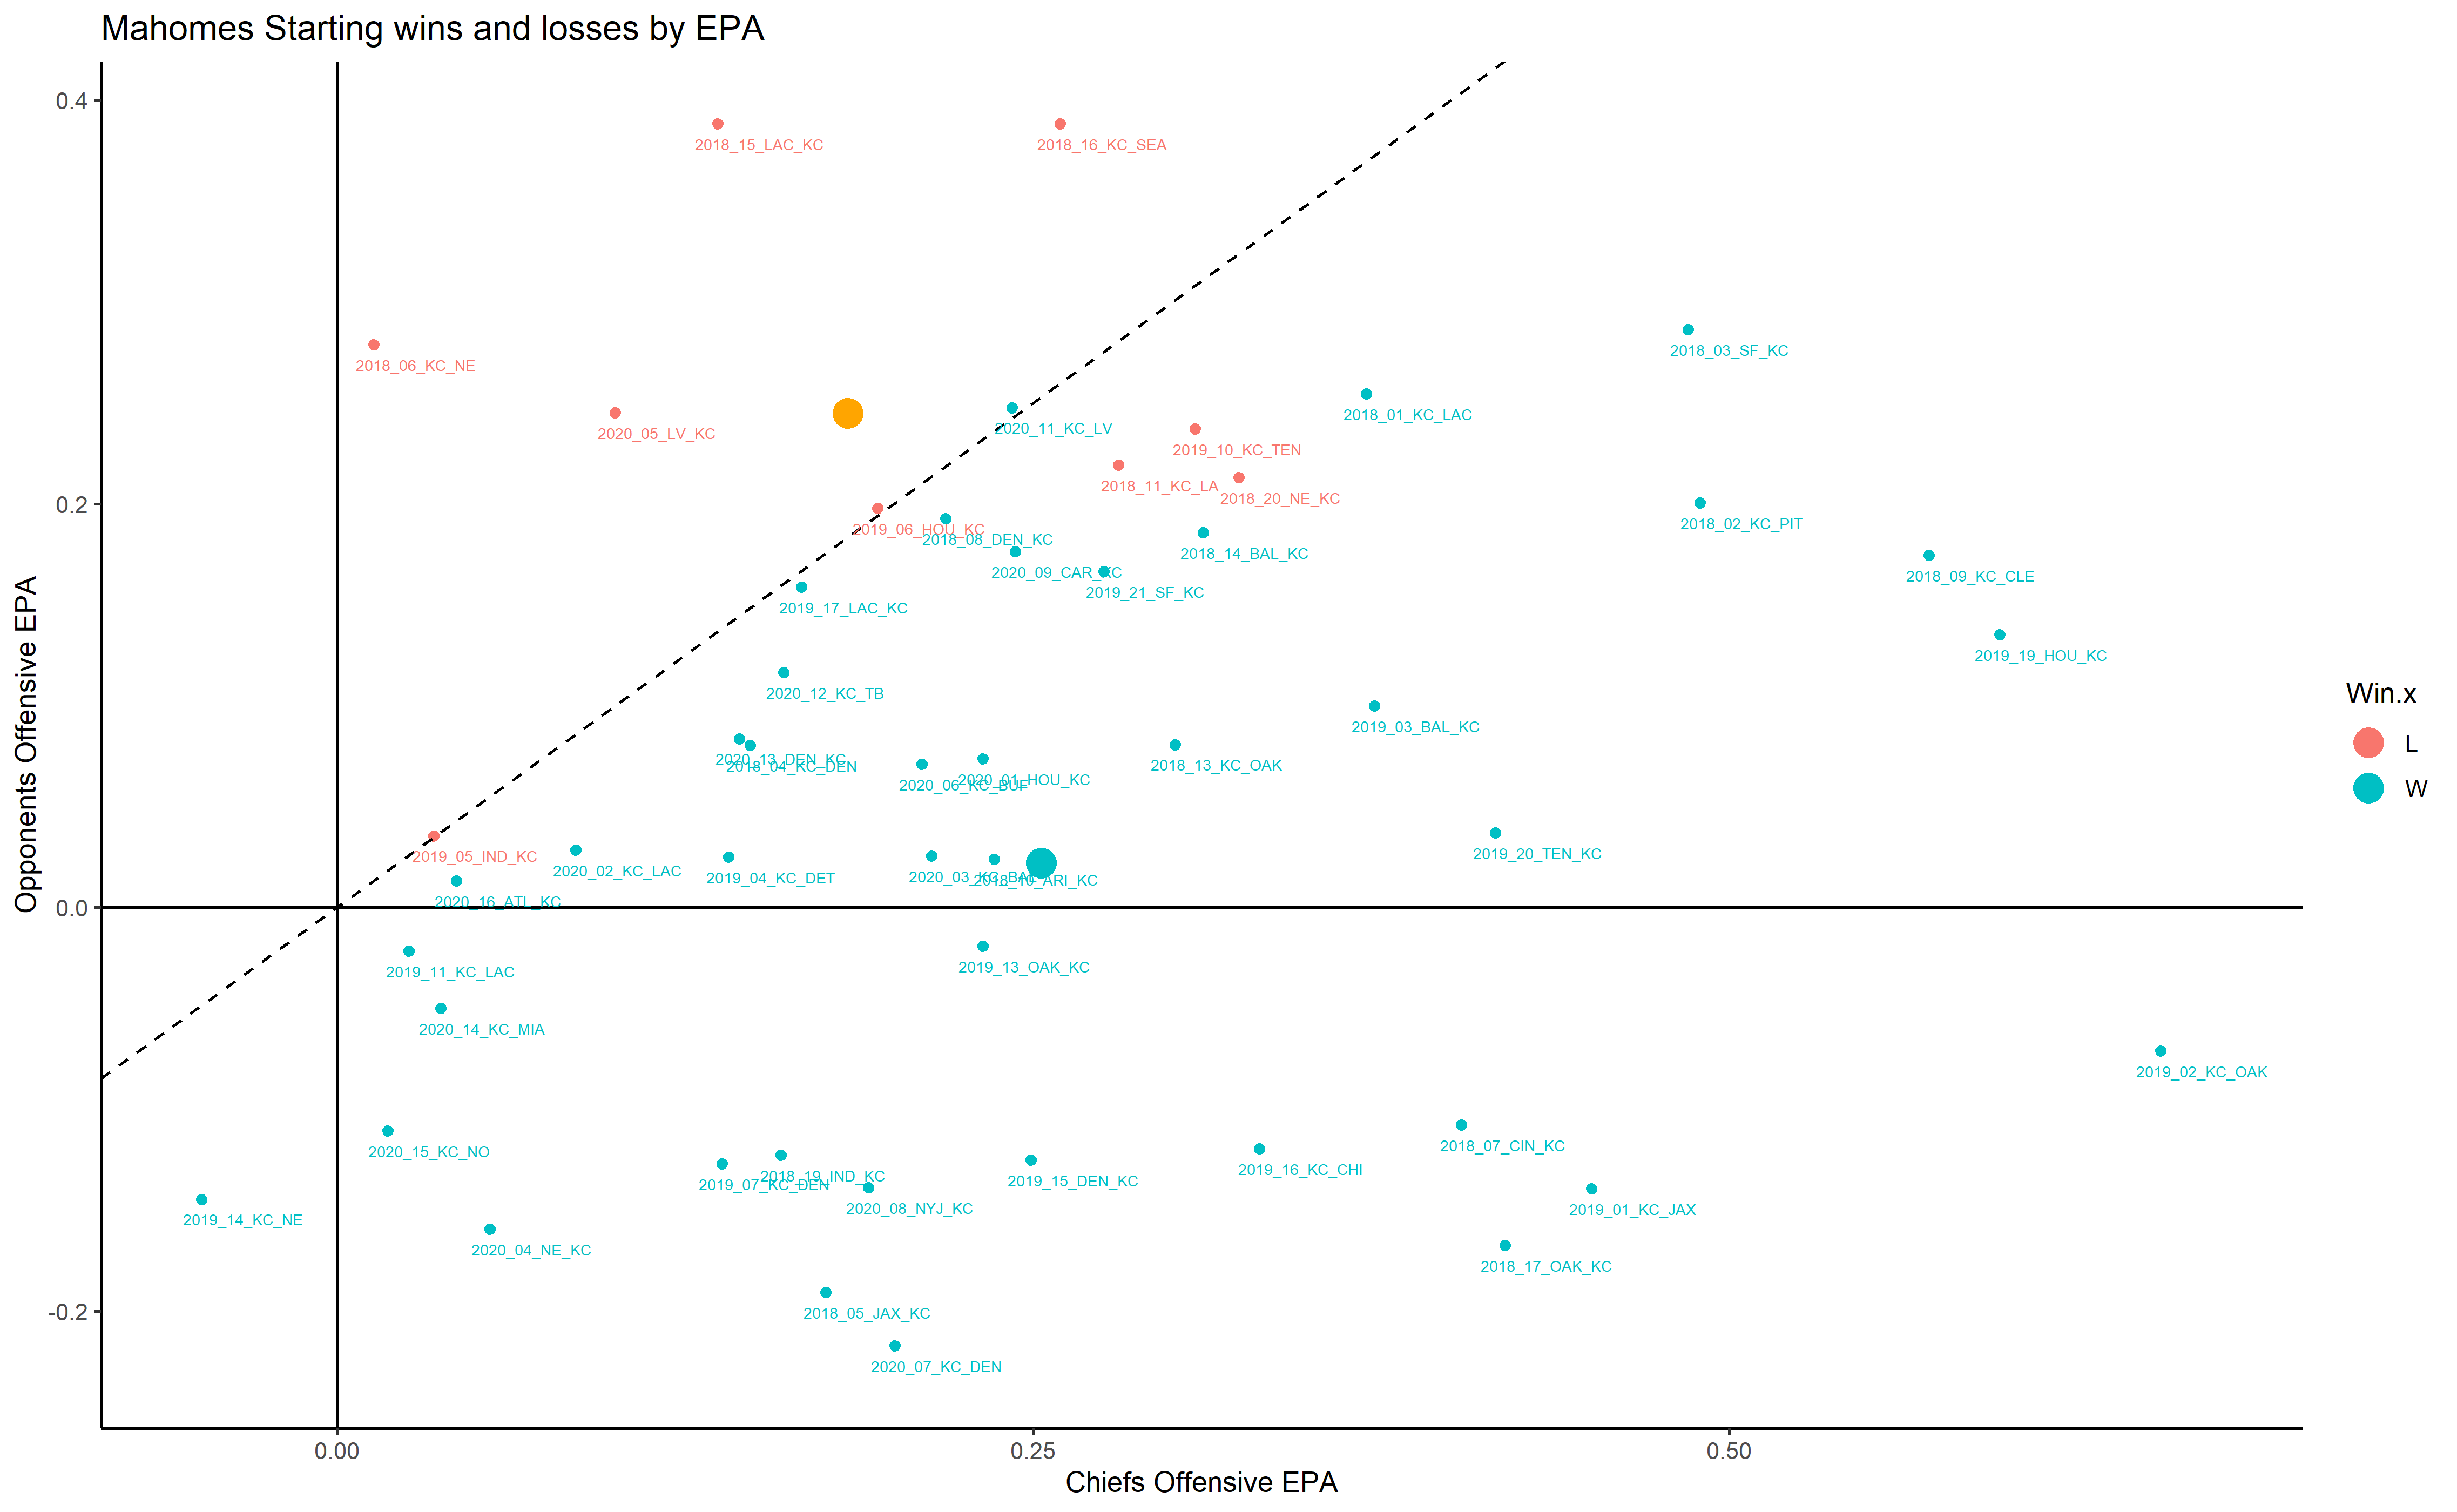 Mahomes Starting wins and losses by EPA
0.4
2018_15_LAC_KC
2018_16_KC_SEA
2018_03_SF_KC
2018_06_KC_NE
2018_01_KC_LAC
2020_05_LV_KC
2020_11_KC_LV
2019_10_KC_TEN
2018_11_KC_LA
2018_20_NE_KC
0.2
2018_02_KC_PIT
2019_06_HOU_KC
2018_08_DEN_KC
2018_14_BAL_KC
2020_09_CAR_KC
2018_09_KC_CLE
2019_21_SF_KC
2019_17_LAC_KC
2019_19_HOU_KC
2020_12_KC_TB
2019_03_BAL_KC
2020_13_DEN_KC
2018_04_KC_DEN
2018_13_KC_OAK
2020_01_HOU_KC
2020_06_KC_BUF
2019_05_IND_KC
2019_20_TEN_KC
2020_02_KC_LAC
2019_04_KC_DET
2020_03_KC_BAL
2018_10_ARI_KC
2020_16_ATL_KC
0.0
2019_11_KC_LAC
2019_13_OAK_KC
2020_14_KC_MIA
2019_02_KC_OAK
2020_15_KC_NO
2018_07_CIN_KC
2019_16_KC_CHI
2018_19_IND_KC
2019_07_KC_DEN
2019_15_DEN_KC
2020_08_NYJ_KC
2019_01_KC_JAX
2019_14_KC_NE
2020_04_NE_KC
2018_17_OAK_KC
-0.2
2018_05_JAX_KC
2020_07_KC_DEN
0.00
0.25
0.50
Chiefs Offensive EPA
Opponents Offensive EPA
Win.x
L
W